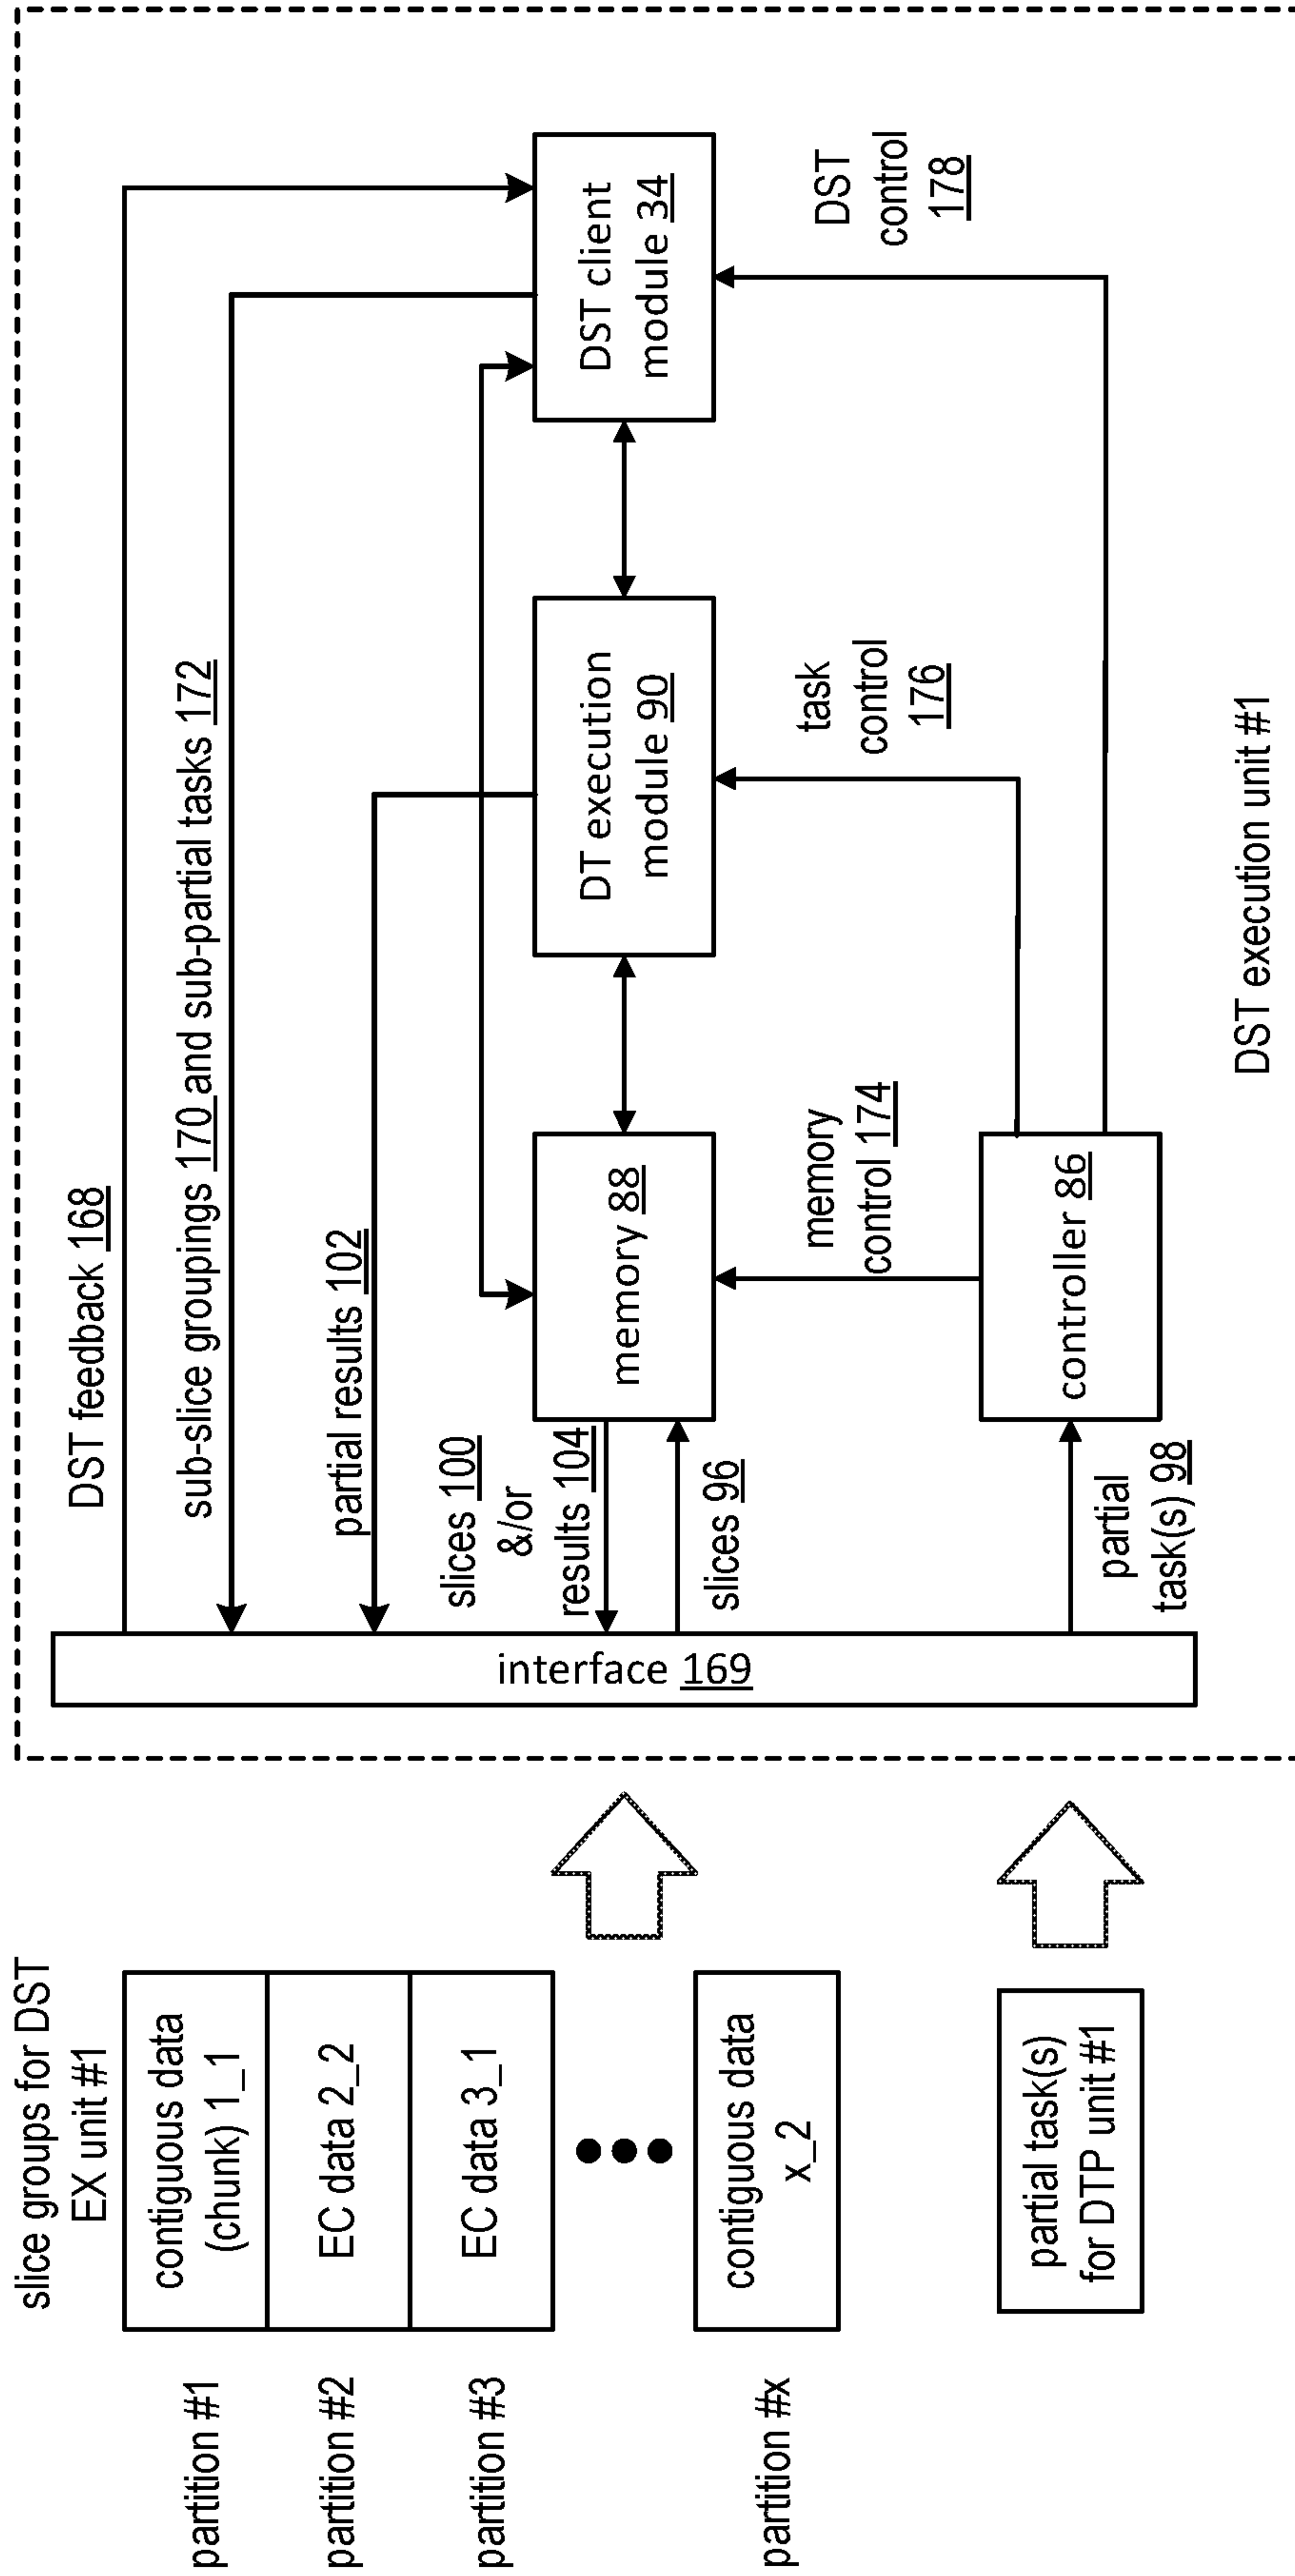 slice groups for DST
EX unit #1
partition #1
contiguous data
(chunk) 1_1
partition #2
EC data 2_2
partition #3
EC data 3_1
partition #x
contiguous data
x_2
partial task(s)
for DTP unit #1
interface 169
DST feedback 168
sub-slice groupings 170 and sub-partial tasks 172
partial results 102
slices 100
&/or
results 104
slices 96
partial
task(s) 98
memory 88
DT execution
module 90
DST client
module 34
memory
control 174
task
control
176
DST
control
178
controller 86
DST execution unit #1